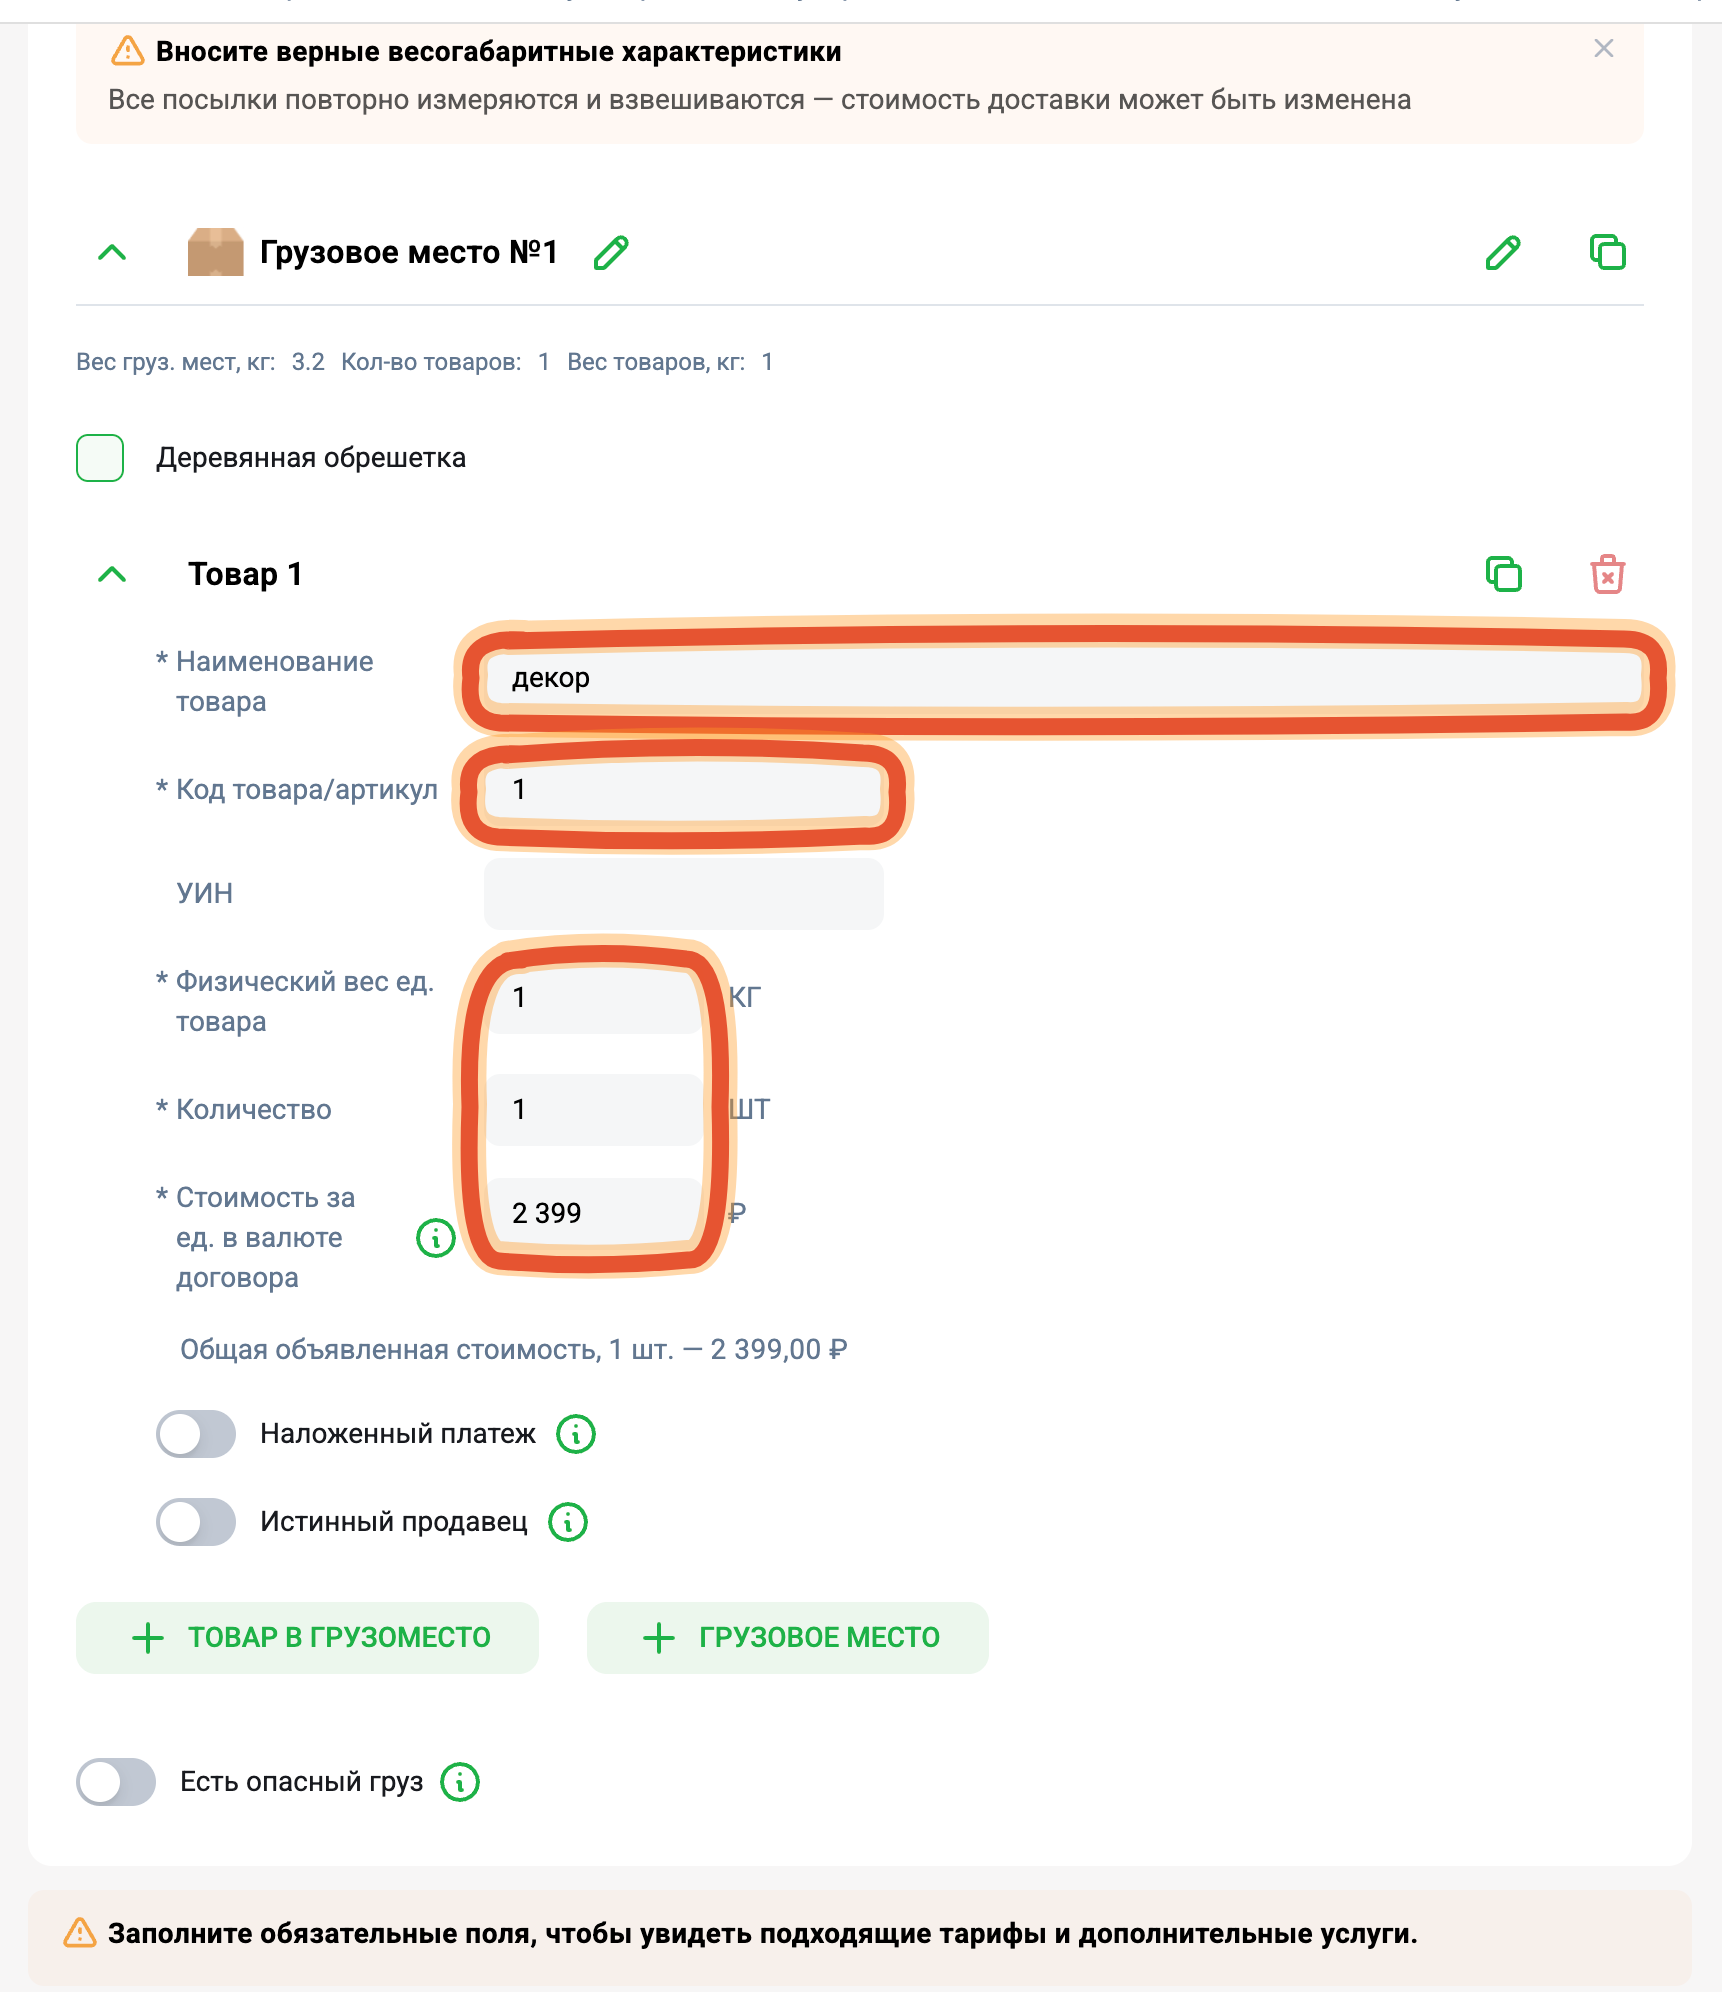 Вносите верные весогабаритные характеристики
Все посылки повторно измеряются и взвешиваются — стоимость доставки может быть изменена
Грузовое место №1
Вес груз. мест, кг: 3.2 Кол-во товаров: 1 Вес товаров, кг: 1
Деревянная обрешетка
Товар 1
* Наименование
товара
декор
* Код товара/артикул
1
УИН
* Физический вес ед.
товара
1 КГ
* Количество
1 ШТ
* Стоимость за
ед. в валюте
договора
2 399 ₽
Общая объявленная стоимость, 1 шт. — 2 399,00 ₽
Наложенный платеж
Истинный продавец
ТОВАР В ГРУЗОМЕСТО
ГРУЗОВОЕ МЕСТО
Есть опасный груз
Заполните обязательные поля, чтобы увидеть подходящие тарифы и дополнительные услуги.